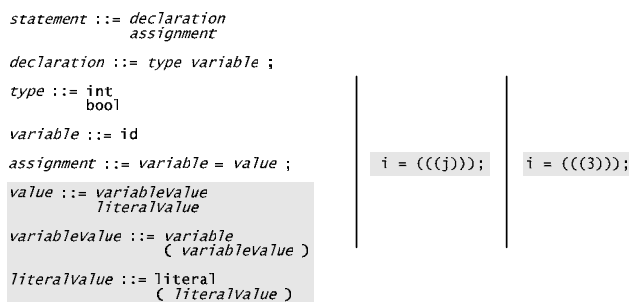 statement ::= declaration
assignment
declaration ::= type variable ;
type ::= int
bool
variable ::= id
assignment ::= variable = value ;
value ::= variableValue
literalValue
variableValue ::= variable
( variableValue )
literalValue ::= literal
( literalValue )
i = (((j)));
i = (((3)));